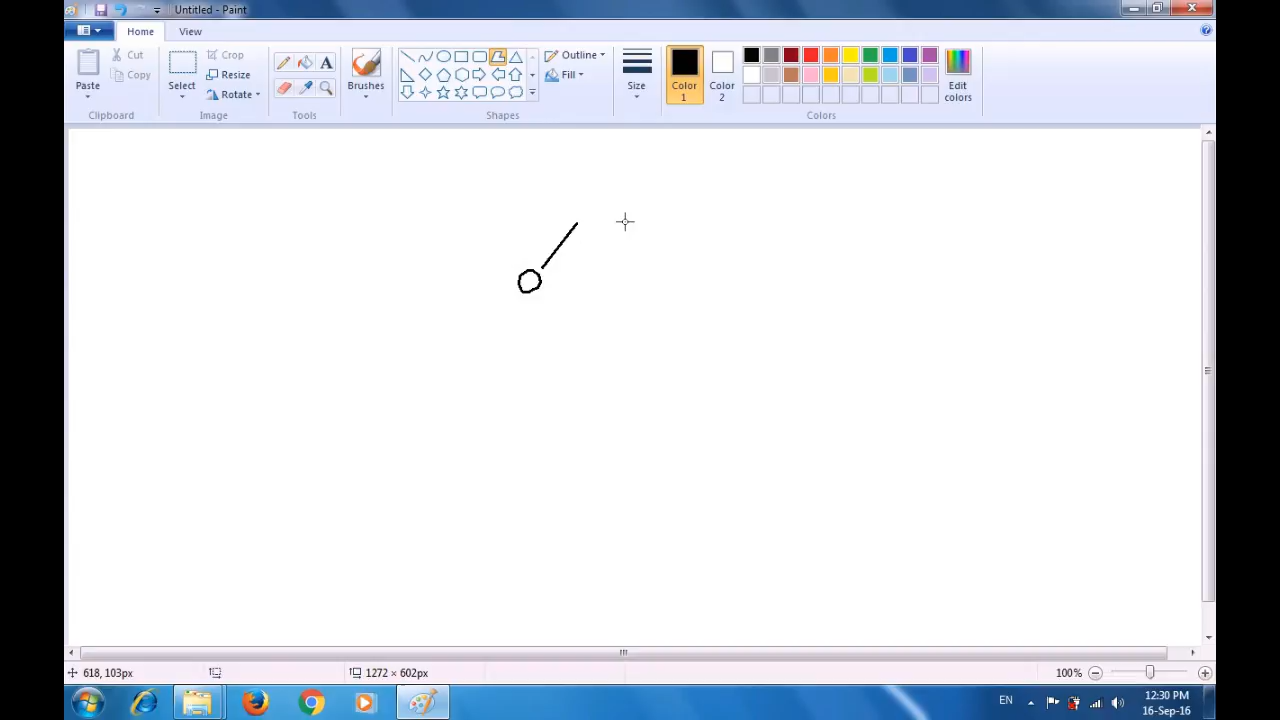 Untitled - Paint
Home View
Paste
Cut
Copy
Clipboard
Select
Crop
Resize
Rotate
Image
A
Tools
Brushes
Outline
Fill
Shapes
Size
Color 1
Color 2
Edit colors
Colors
618, 103px
1272 × 602px
100%
EN
12:30 PM
16-Sep-16